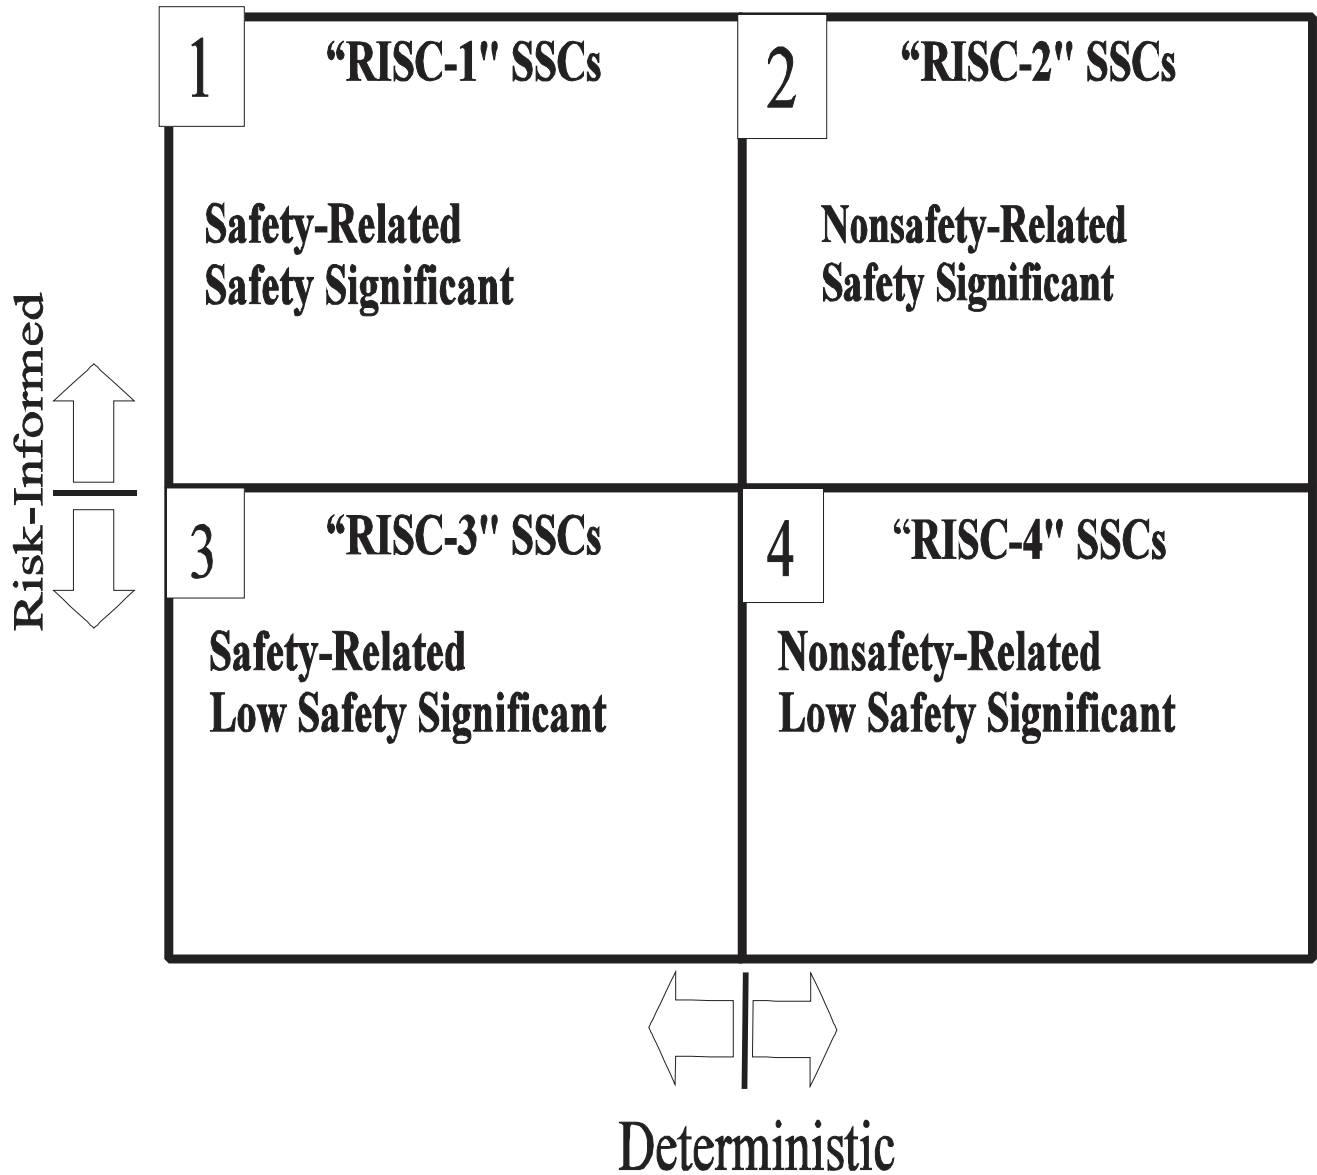 1
“RISC-1" SSCs
Safety-Related
Safety Significant
2
“RISC-2" SSCs
Nonsafety-Related
Safety Significant
Risk-Informed
3
“RISC-3" SSCs
Safety-Related
Low Safety Significant
4
“RISC-4" SSCs
Nonsafety-Related
Low Safety Significant
Deterministic